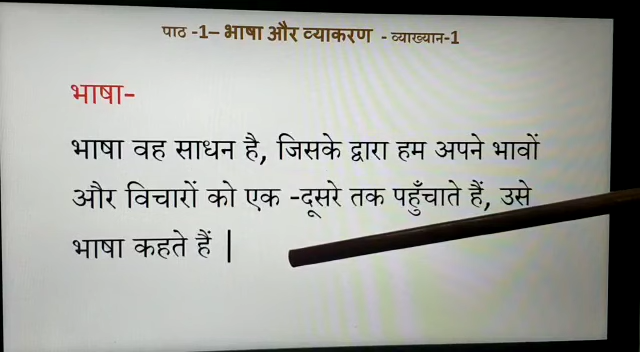 पाठ -1– भाषा और व्याकरण - व्याख्यान-1
भाषा-
भाषा वह साधन है, जिसके द्वारा हम अपने भावों
और विचारों को एक -दूसरे तक पहुँचाते हैं, उसे
भाषा कहते हैं |